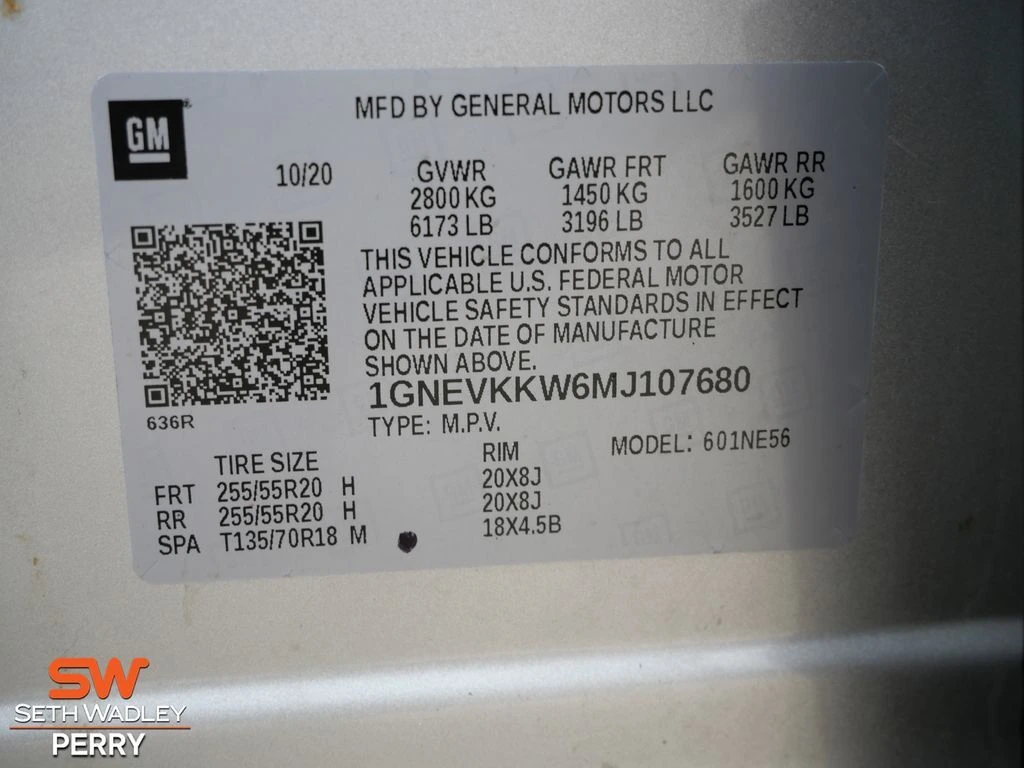 GM
MFD BY GENERAL MOTORS LLC
10/20
GVWR GAWR FRT GAWR RR
2800 KG 1450 KG 1600 KG
6173 LB 3196 LB 3527 LB
THIS VEHICLE CONFORMS TO ALL
APPLICABLE U.S. FEDERAL MOTOR
VEHICLE SAFETY STANDARDS IN EFFECT
ON THE DATE OF MANUFACTURE
SHOWN ABOVE.
1GNEVKKW6MJ107680
636R
TYPE: M.P.V.
MODEL: 601NE56
TIRE SIZE RIM
FRT 255/55R20 H 20X8J
RR 255/55R20 H 20X8J
SPA T135/70R18 M 18X4.5B
SW
SETH WADLEY
PERRY